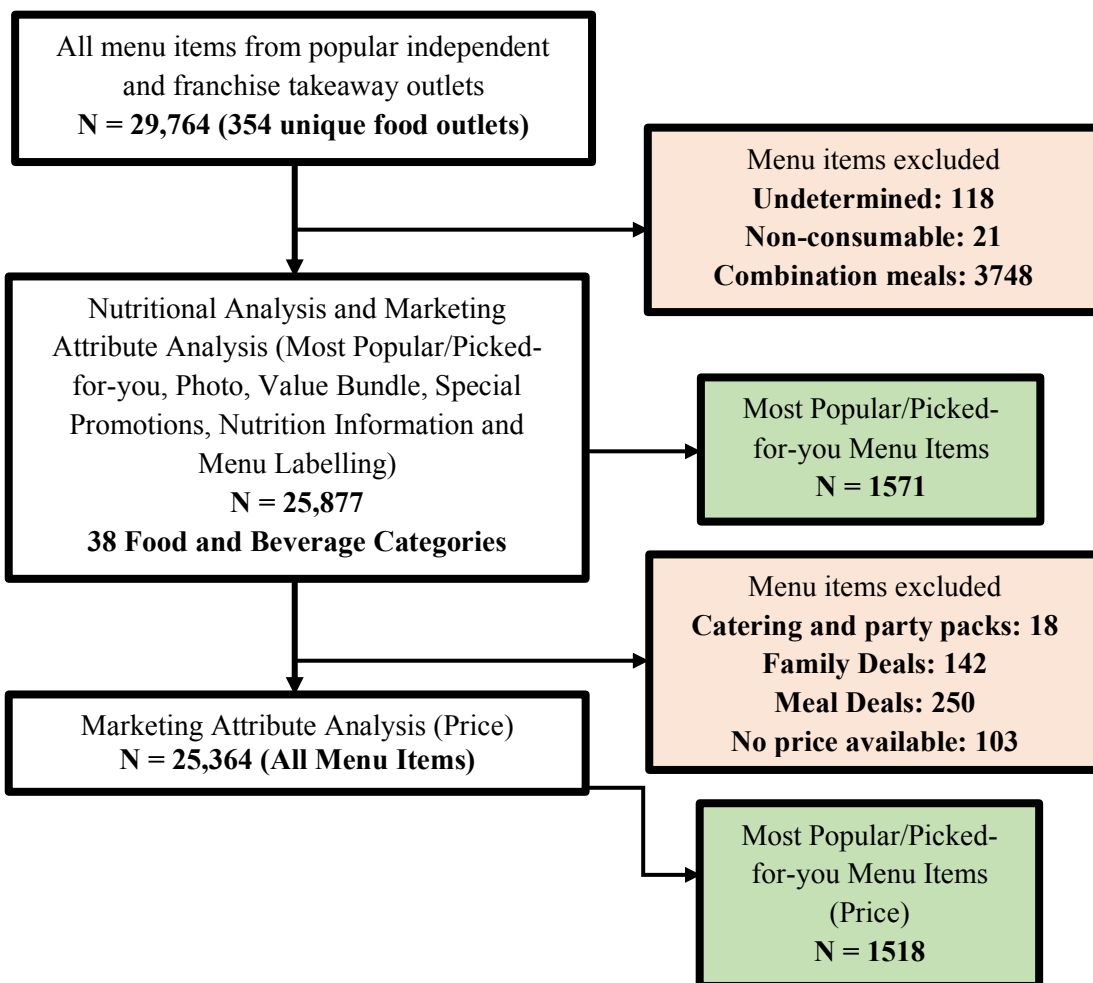 All menu items from popular independent
and franchise takeaway outlets
N = 29,764 (354 unique food outlets)
Menu items excluded
Undetermined: 118
Non-consumable: 21
Combination meals: 3748
Nutritional Analysis and Marketing
Attribute Analysis (Most Popular/Picked-
for-you, Photo, Value Bundle, Special
Promotions, Nutrition Information and
Menu Labelling)
N = 25,877
38 Food and Beverage Categories
Most Popular/Picked-
for-you Menu Items
N = 1571
Menu items excluded
Catering and party packs: 18
Family Deals: 142
Meal Deals: 250
No price available: 103
Marketing Attribute Analysis (Price)
N = 25,364 (All Menu Items)
Most Popular/Picked-
for-you Menu Items
(Price)
N = 1518